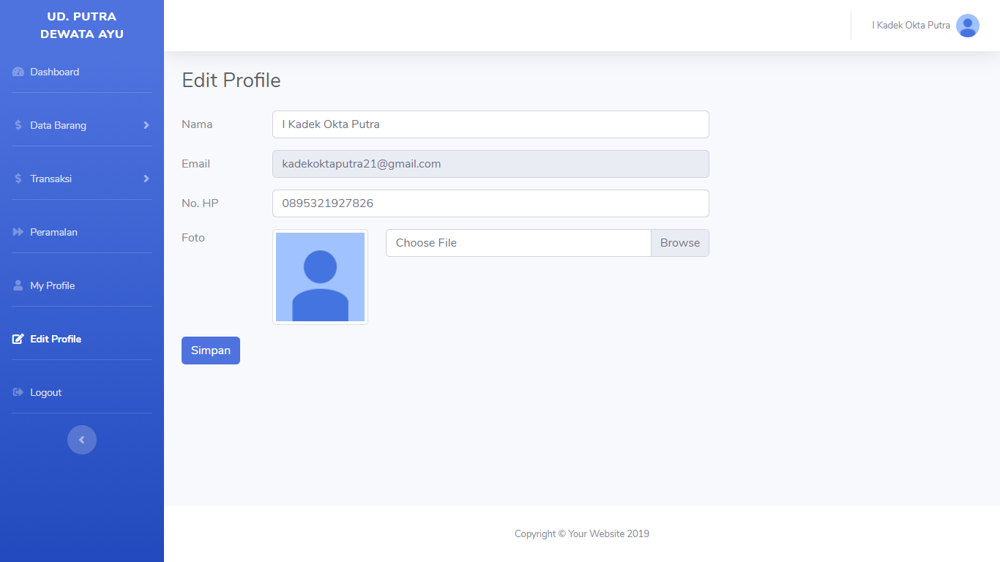 UD. PUTRA
DEWATA AYU
Dashboard
Data Barang
Transaksi
Peramalan
My Profile
Edit Profile
Logout
I Kadek Okta Putra
Edit Profile
Nama
I Kadek Okta Putra
Email
kadekoktaputra21@gmail.com
No. HP
0895321927826
Foto
Choose File
Browse
Simpan
Copyright © Your Website 2019